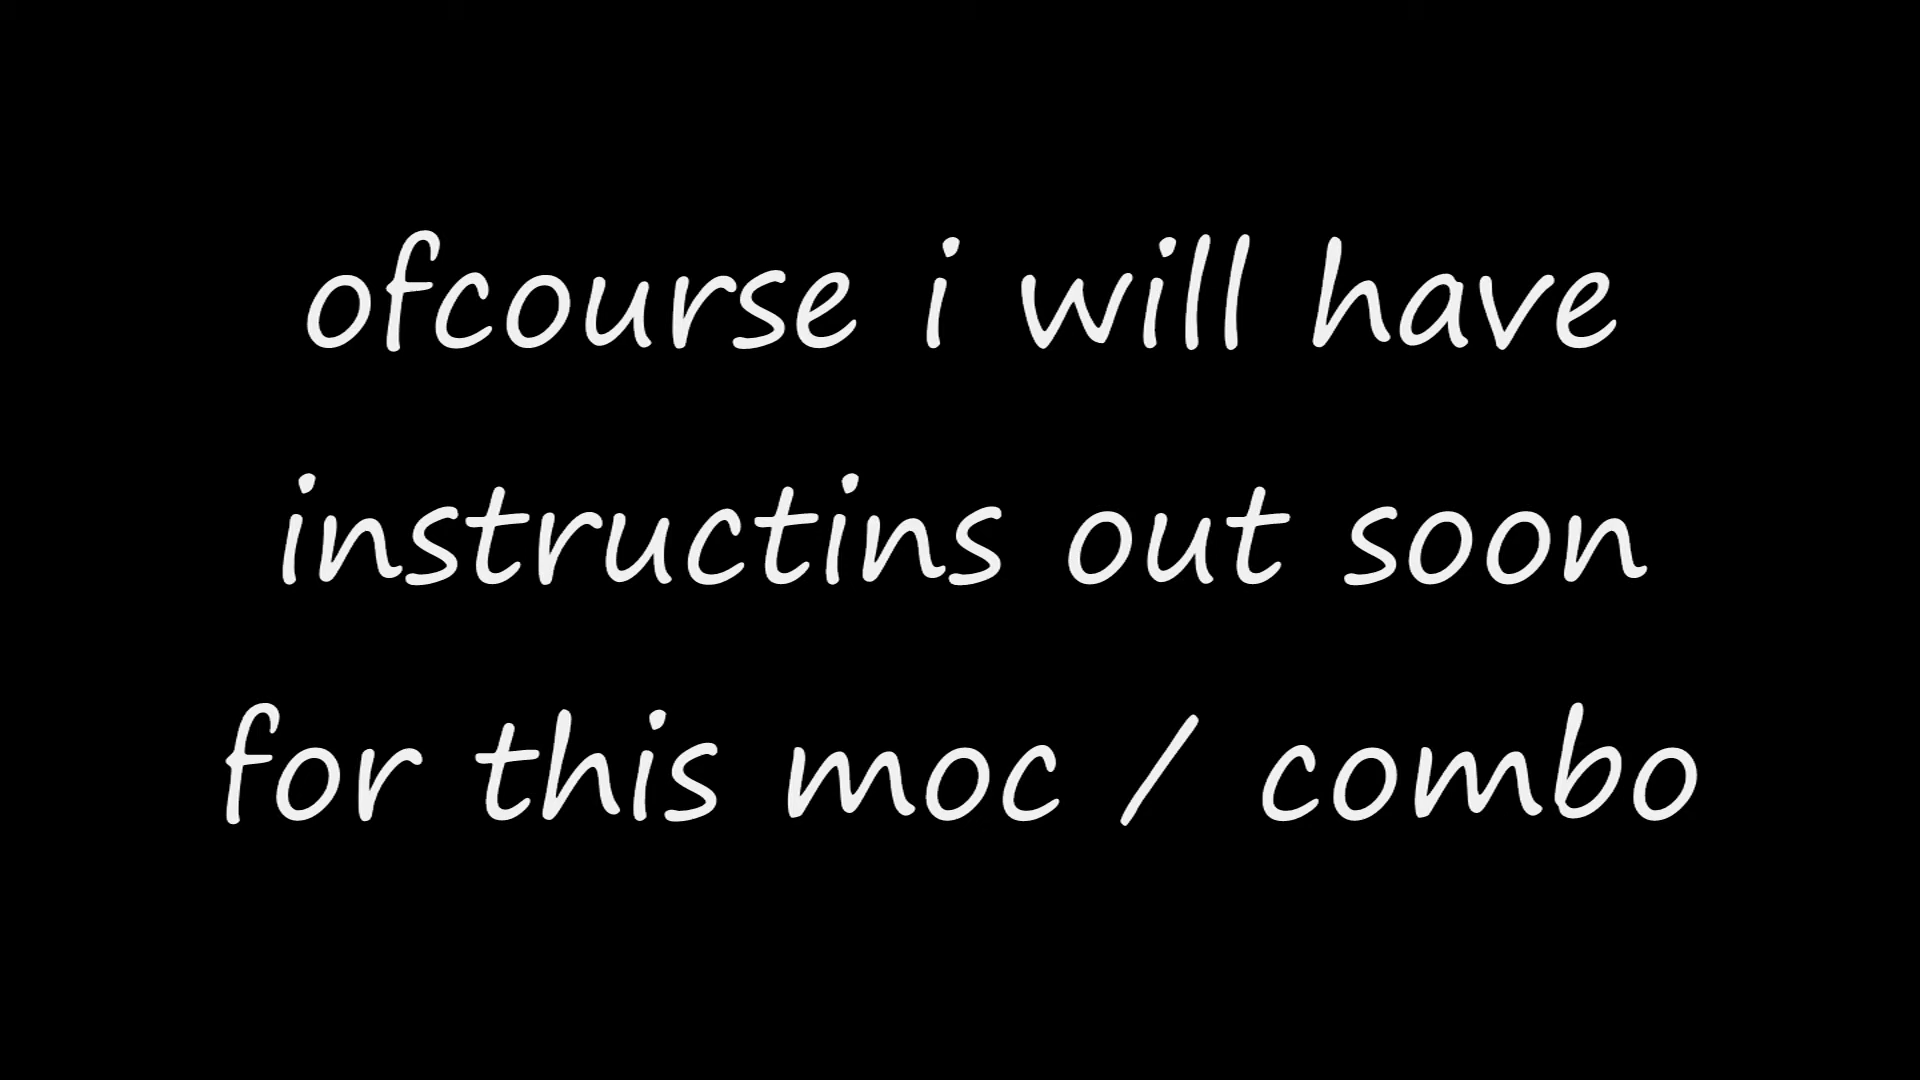 ofcourse i will have
instructins out soon
for this moc / combo